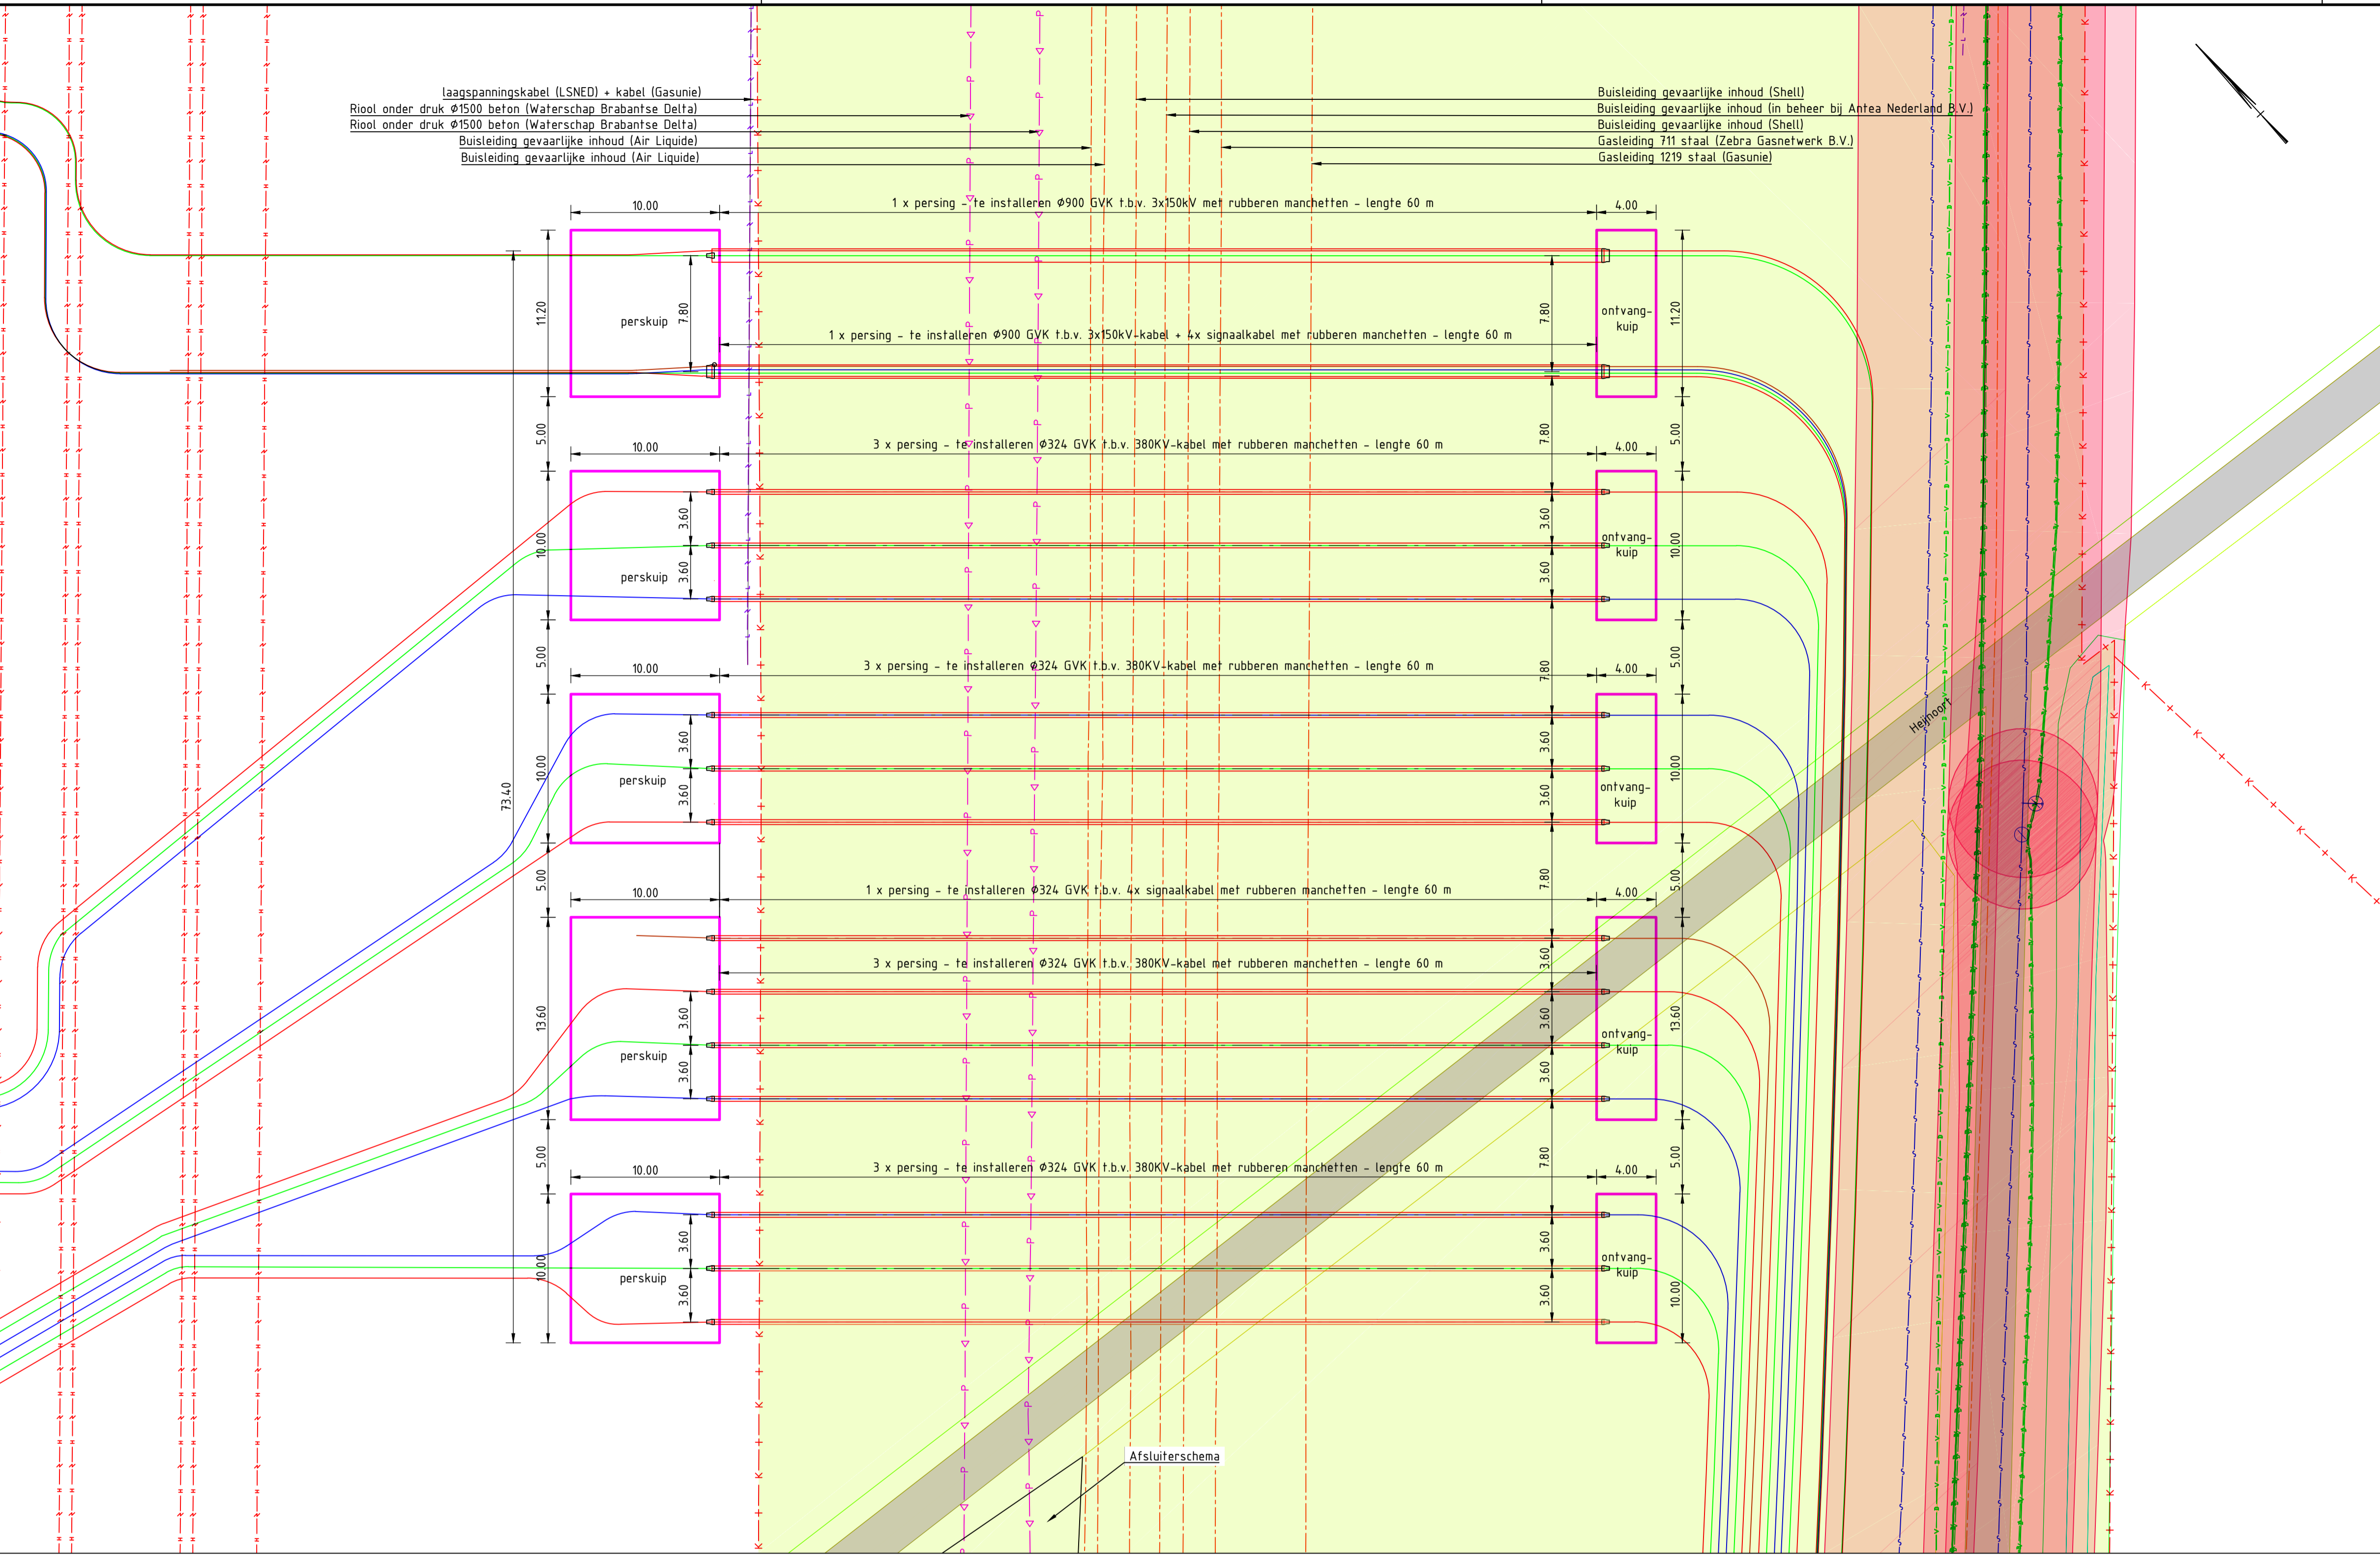 laagspanningskabel (LSNED) + kabel (Gasunie)
Riool onder druk Ø1500 beton (Waterschap Brabantse Delta)
Riool onder druk Ø1500 beton (Waterschap Brabantse Delta)
Buisleiding gevaarlijke inhoud (Air Liquide)
Buisleiding gevaarlijke inhoud (Air Liquide)
Buisleiding gevaarlijke inhoud (Shell)
Buisleiding gevaarlijke inhoud (in beheer bij Antea Nederland B.V.)
Buisleiding gevaarlijke inhoud (Shell)
Gasleiding 711 staal (Zebra Gasnetwerk B.V.)
Gasleiding 1219 staal (Gasunie)
10.00
1 x persing - te installeren Ø900 GVK t.b.v. 3x150kV met rubberen manchetten - lengte 60 m
4.00
11.20
perskuip
7.80
7.80
ontvang-
kuip
11.20
1 x persing - te installeren Ø900 GVK t.b.v. 3x150kV-kabel + 4x signaalkabel met rubberen manchetten - lengte 60 m
5.00
7.80
5.00
10.00
3 x persing - te installeren Ø324 GVK t.b.v. 380KV-kabel met rubberen manchetten - lengte 60 m
4.00
10.00
perskuip
3.60
3.60
3.60
3.60
ontvang-
kuip
10.00
5.00
7.80
5.00
10.00
3 x persing - te installeren Ø324 GVK t.b.v. 380KV-kabel met rubberen manchetten - lengte 60 m
4.00
Heijnoort
73.40
10.00
perskuip
3.60
3.60
3.60
3.60
ontvang-
kuip
10.00
5.00
7.80
5.00
10.00
1 x persing - te installeren Ø324 GVK t.b.v. 4x signaalkabel met rubberen manchetten - lengte 60 m
4.00
3.60
3 x persing - te installeren Ø324 GVK t.b.v. 380KV-kabel met rubberen manchetten - lengte 60 m
13.60
perskuip
3.60
3.60
3.60
3.60
ontvang-
kuip
13.60
5.00
7.80
5.00
10.00
3 x persing - te installeren Ø324 GVK t.b.v. 380KV-kabel met rubberen manchetten - lengte 60 m
4.00
10.00
perskuip
3.60
3.60
3.60
3.60
ontvang-
kuip
10.00
Afsluiterschema